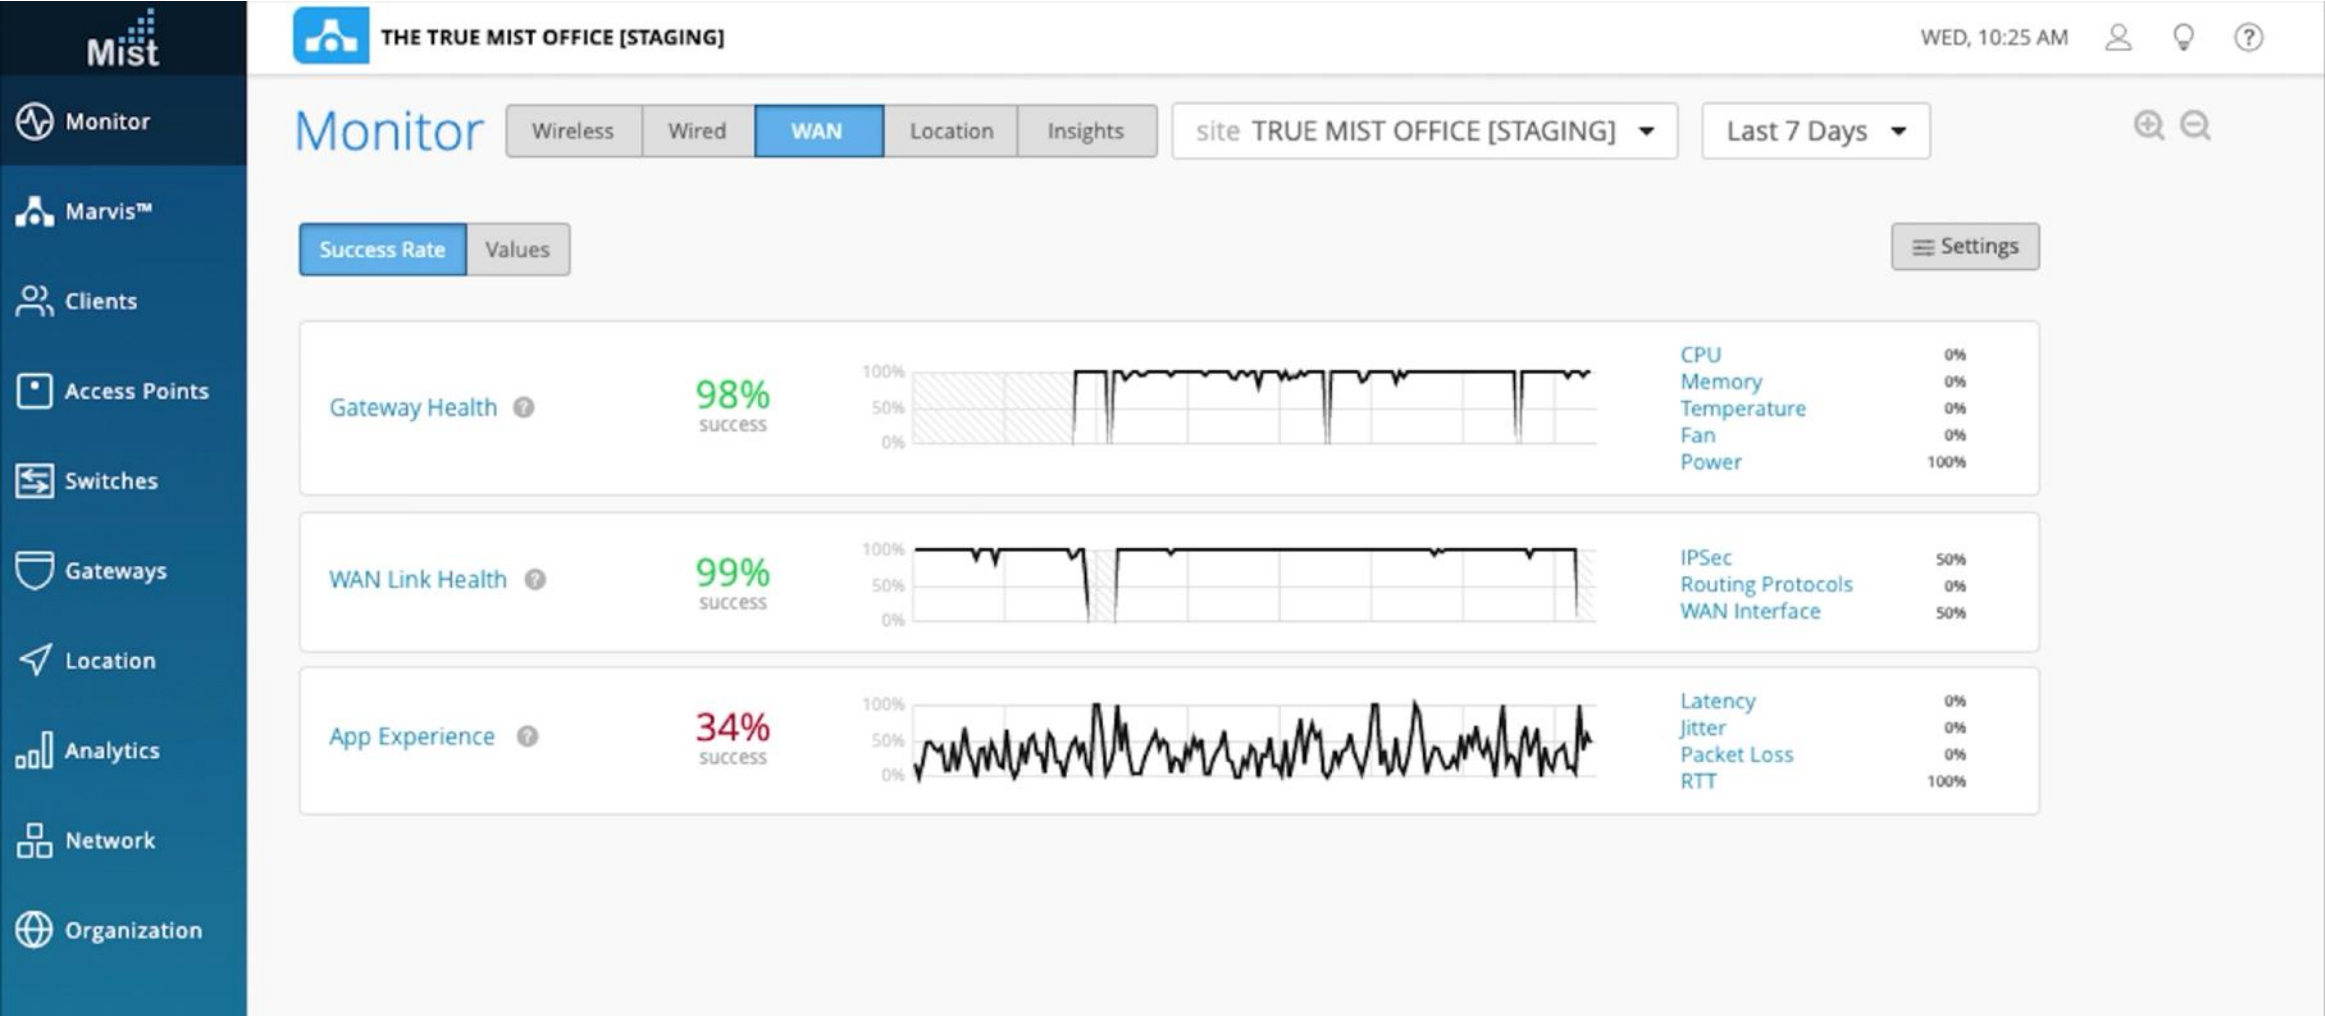 Mist
THE TRUE MIST OFFICE [STAGING]
WED, 10:25 AM
?
Monitor
Marvis™
Clients
Access Points
Switches
Gateways
Location
Analytics
Network
Organization
Monitor
Wireless
Wired
WAN
Location
Insights
site TRUE MIST OFFICE [STAGING]
Last 7 Days
Success Rate
Values
Settings
Gateway Health ?
98%
success
100%
50%
0%
CPU 0%
Memory 0%
Temperature 0%
Fan 0%
Power 100%
WAN Link Health ?
99%
success
100%
50%
0%
IPSec 50%
Routing Protocols 0%
WAN Interface 50%
App Experience ?
34%
success
100%
50%
0%
Latency 0%
Jitter 0%
Packet Loss 0%
RTT 100%